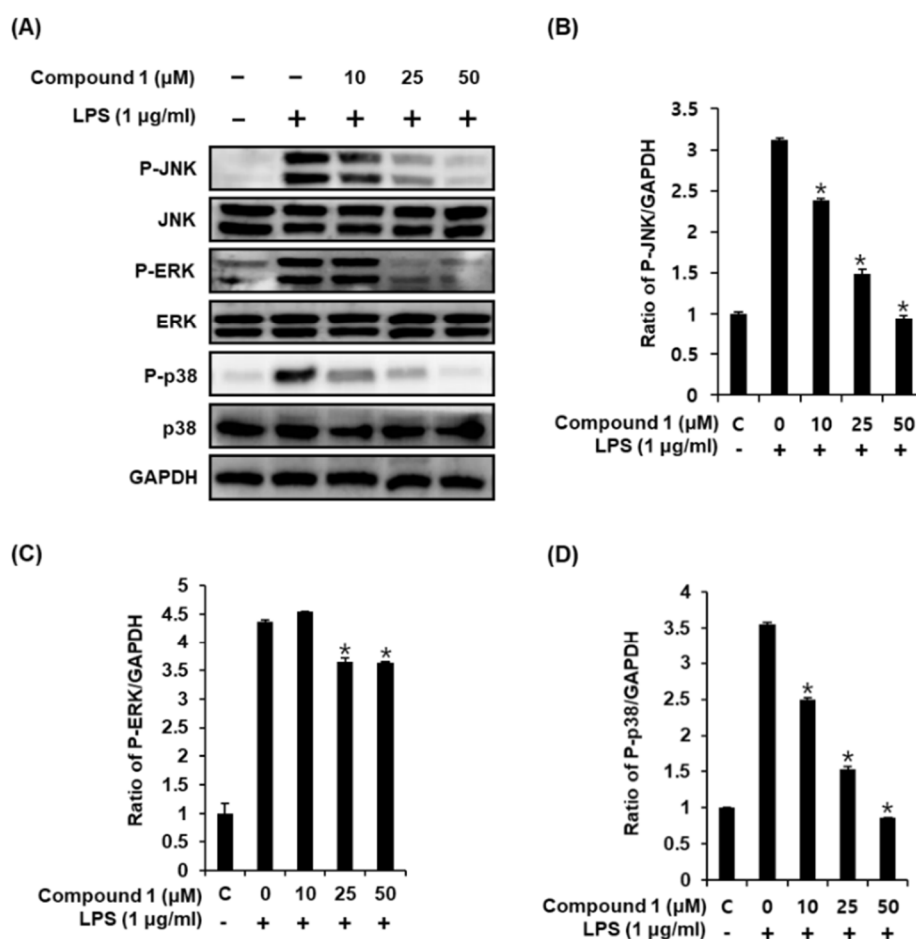 (A)
Compound 1 (μM) – – 10 25 50
LPS (1 μg/ml) – + + + +
P-JNK
JNK
P-ERK
ERK
P-p38
p38
GAPDH
(B)
Ratio of P-JNK/GAPDH
3.5
3
2.5
2
1.5
1
0.5
0
* * *
Compound 1 (μM) C 0 10 25 50
LPS (1 μg/ml) - + + + +
(C)
Ratio of P-ERK/GAPDH
5
4.5
4
3.5
3
2.5
2
1.5
1
0.5
0
* *
Compound 1 (μM) C 0 10 25 50
LPS (1 μg/ml) - + + + +
(D)
Ratio of P-p38/GAPDH
4
3.5
3
2.5
2
1.5
1
0.5
0
* * *
Compound 1 (μM) C 0 10 25 50
LPS (1 μg/ml) - + + + +